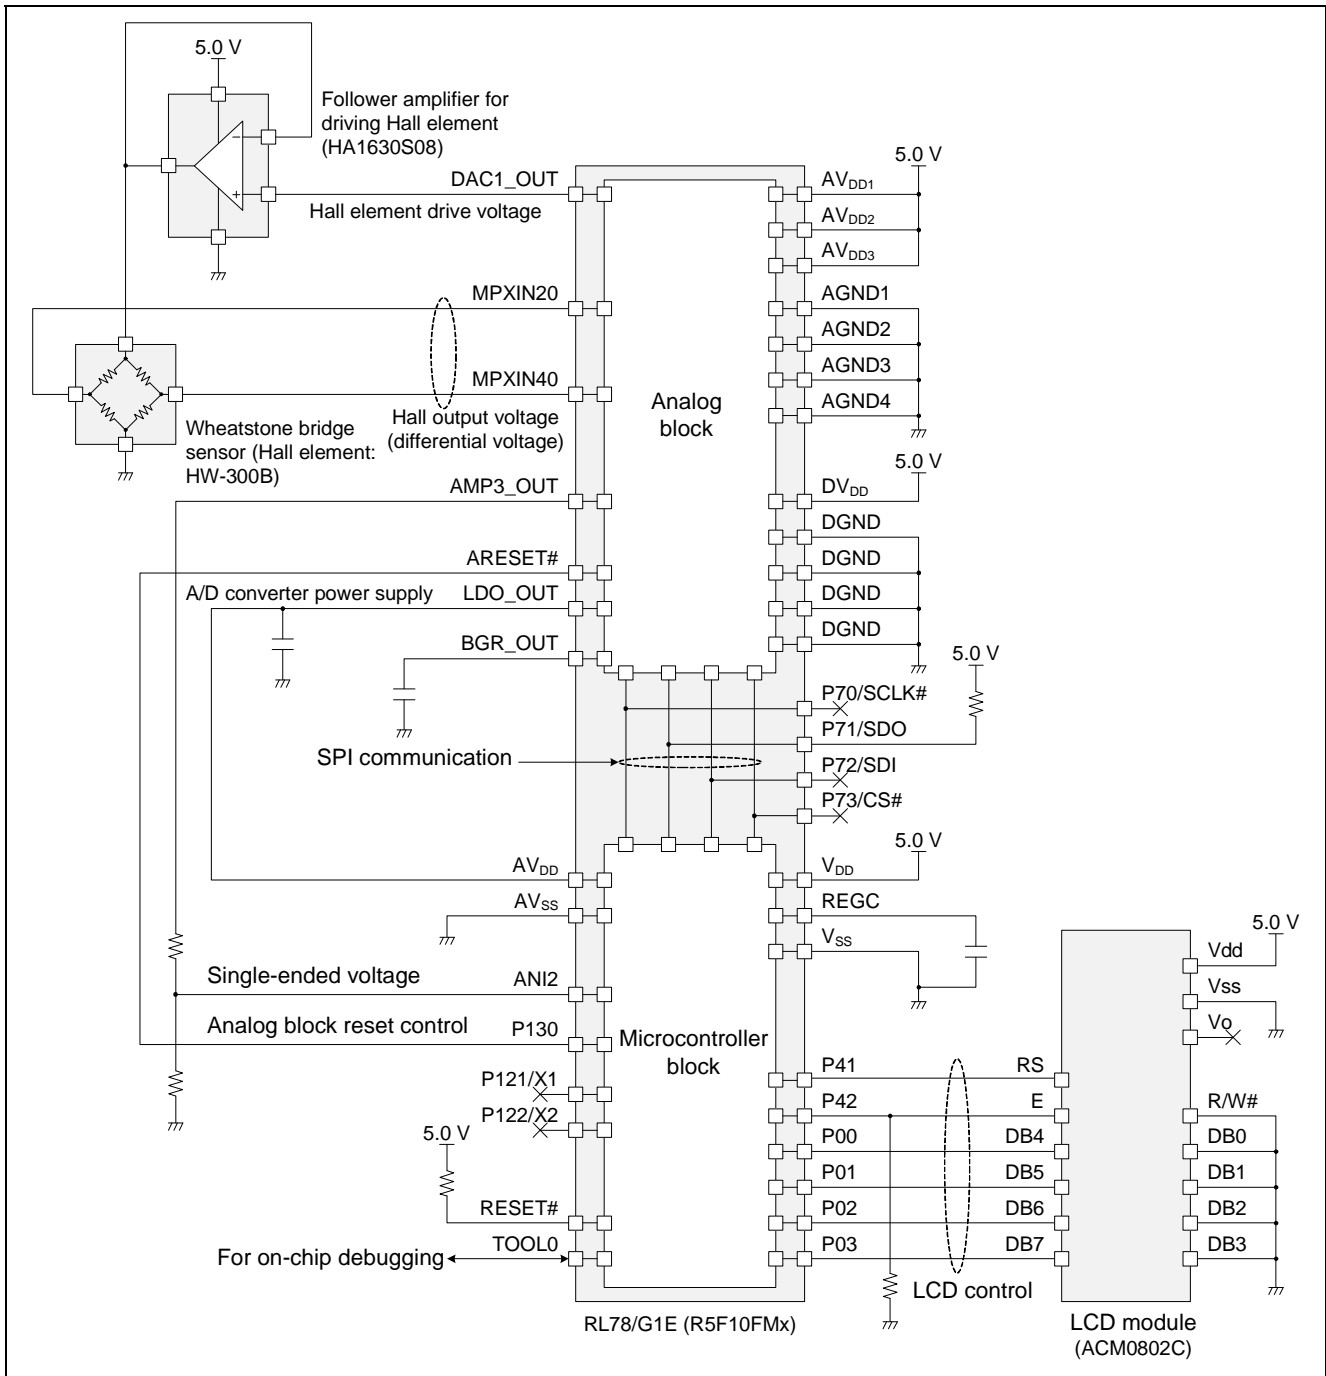 5.0 V
Follower amplifier for
driving Hall element
(HA1630S08)
−
+
DAC1_OUT
Hall element drive voltage
MPXIN20
MPXIN40
Hall output voltage
(differential voltage)
Wheatstone bridge
sensor (Hall element:
HW-300B)
AMP3_OUT
ARESET#
A/D converter power supply
LDO_OUT
BGR_OUT
Analog
block
5.0 V
AVDD1
AVDD2
AVDD3
AGND1
AGND2
AGND3
AGND4
5.0 V
DVDD
DGND
DGND
DGND
DGND
5.0 V
P70/SCLK#
P71/SDO
P72/SDI
P73/CS#
SPI communication
AVDD
AVSS
Single-ended voltage
ANI2
Analog block reset control
P130
P121/X1
P122/X2
5.0 V
RESET#
For on-chip debugging
TOOL0
Microcontroller
block
5.0 V
VDD
REGC
VSS
P41
P42
P00
P01
P02
P03
LCD control
RS
E
DB4
DB5
DB6
DB7
5.0 V
Vdd
Vss
Vo
R/W#
DB0
DB1
DB2
DB3
RL78/G1E (R5F10FMx)
LCD module
(ACM0802C)